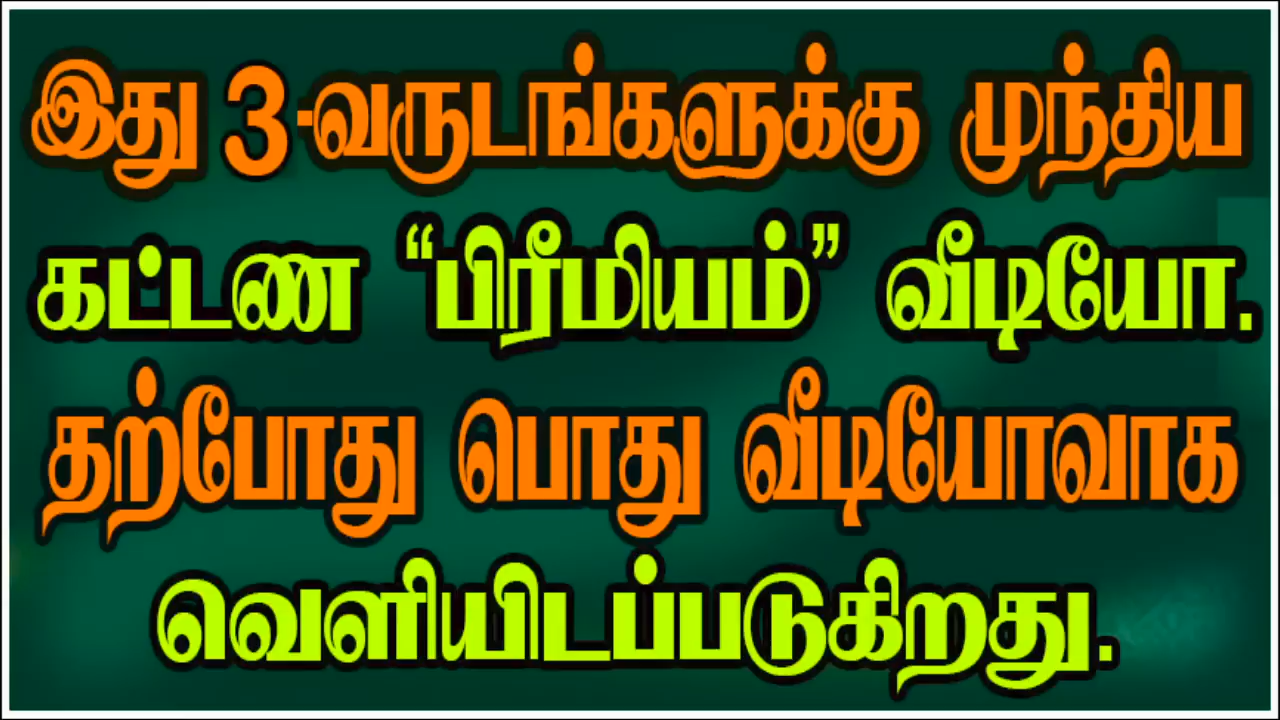 இது 3-வருடங்களுக்கு முந்திய
கட்டண “பிரீமியம்” வீடியோ.
தற்போது பொது வீடியோவாக
வெளியிடப்படுகிறது.